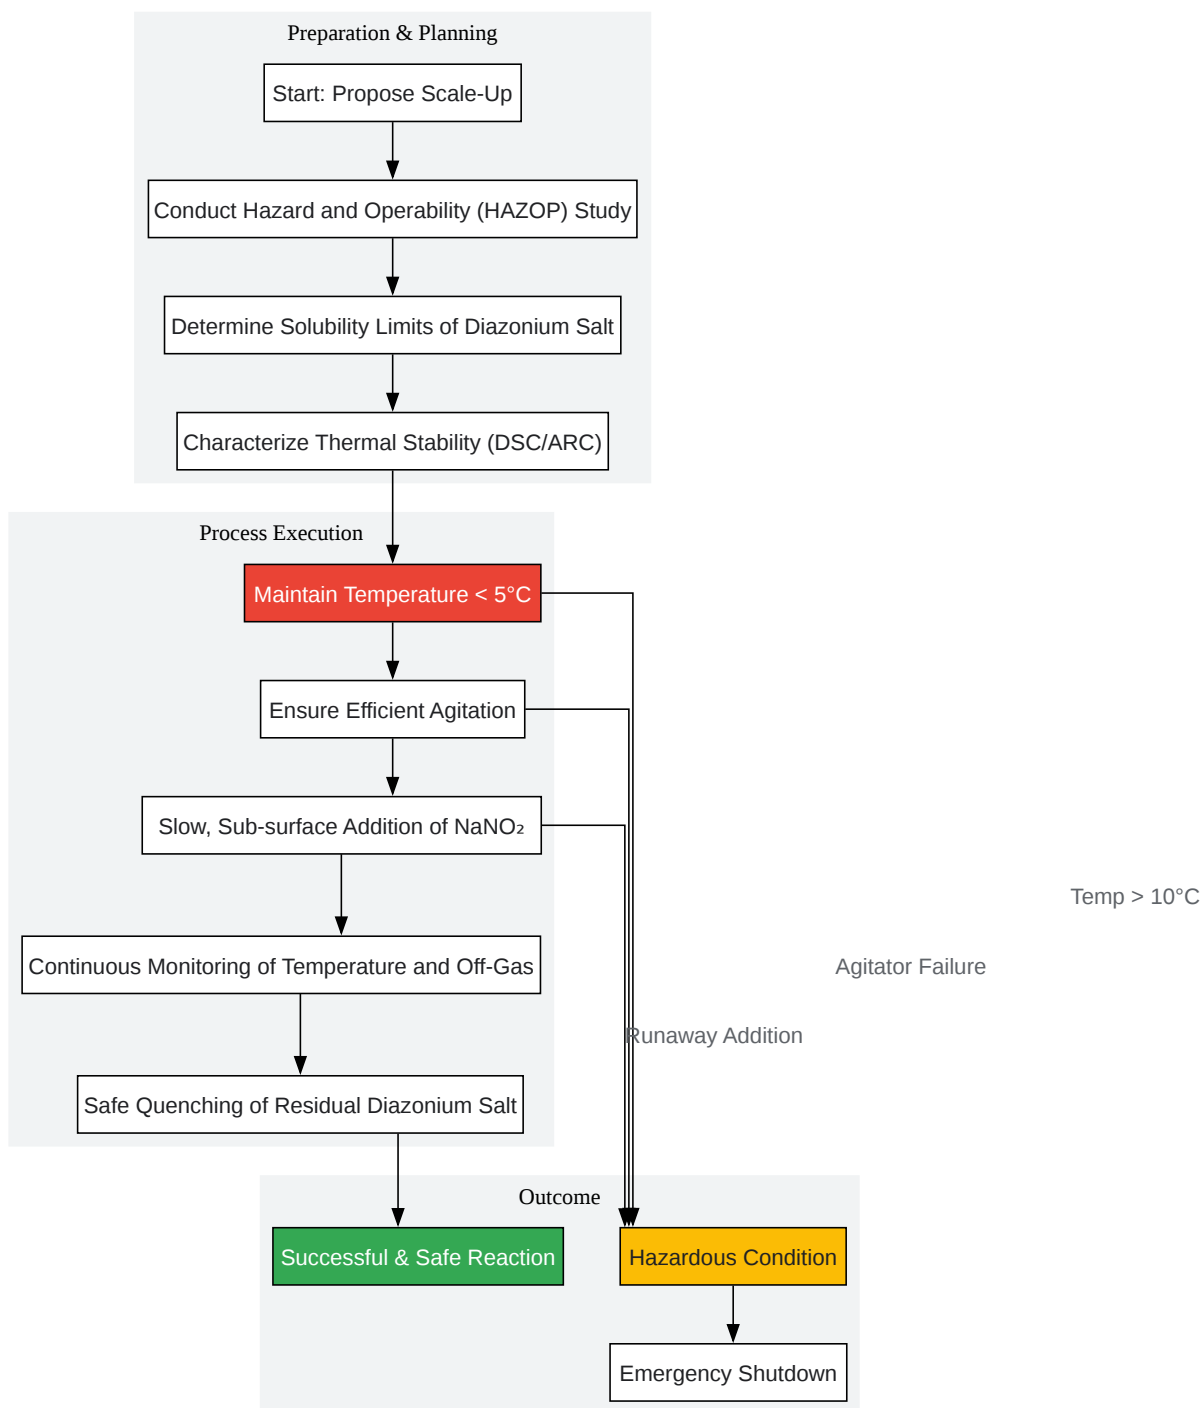 Preparation & Planning
Start: Propose Scale-Up
Conduct Hazard and Operability (HAZOP) Study
Determine Solubility Limits of Diazonium Salt
Characterize Thermal Stability (DSC/ARC)
Process Execution
Maintain Temperature < 5°C
Ensure Efficient Agitation
Slow, Sub-surface Addition of NaNO₂
Temp > 10°C
Continuous Monitoring of Temperature and Off-Gas
Agitator Failure
Runaway Addition
Safe Quenching of Residual Diazonium Salt
Outcome
Successful & Safe Reaction
Hazardous Condition
Emergency Shutdown